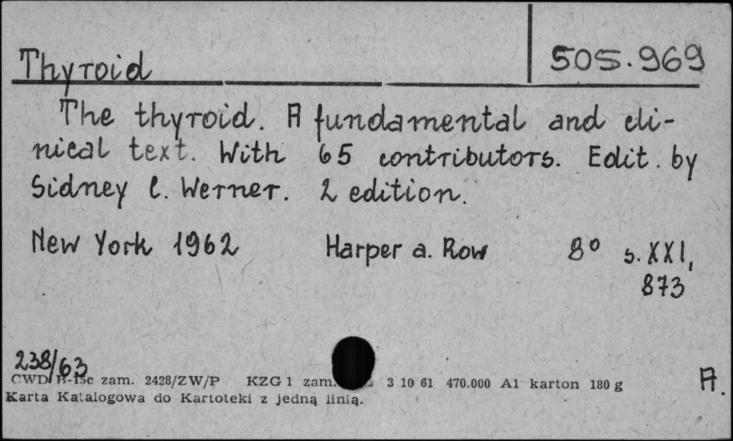 Thyroid
505.969
The thyroid. A fundamental and cli-
nical text. With 65 contributors. Edit. by
Sidney C. Werner. 2 edition.
New York 1962 Harper a. Row 8° s. XXI,
873
238/63
CWD H-15c zam. 2428/ZW/P KZG 1 zam. 3 10 61 470.000 A1 karton 180 g
A.
Karta Katalogowa do Kartoteki z jedną linią.